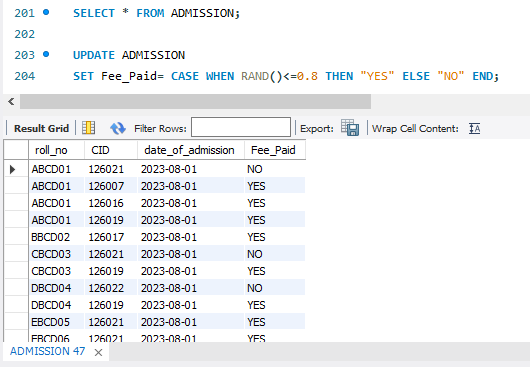 201 SELECT * FROM ADMISSION;
202
203 UPDATE ADMISSION
204 SET Fee_Paid= CASE WHEN RAND()<=0.8 THEN "YES" ELSE "NO" END;
Result Grid Filter Rows: Export: Wrap Cell Content: IA
roll_no CID date_of_admission Fee_Paid
ABCD01 126021 2023-08-01 NO
ABCD01 126007 2023-08-01 YES
ABCD01 126016 2023-08-01 YES
ABCD01 126019 2023-08-01 YES
BBCD02 126017 2023-08-01 YES
CBCD03 126021 2023-08-01 NO
CBCD03 126019 2023-08-01 YES
DBCD04 126022 2023-08-01 NO
DBCD04 126019 2023-08-01 YES
EBCD05 126021 2023-08-01 YES
EBCD06 126021 2023-08-01 YES
ADMISSION 47 ×